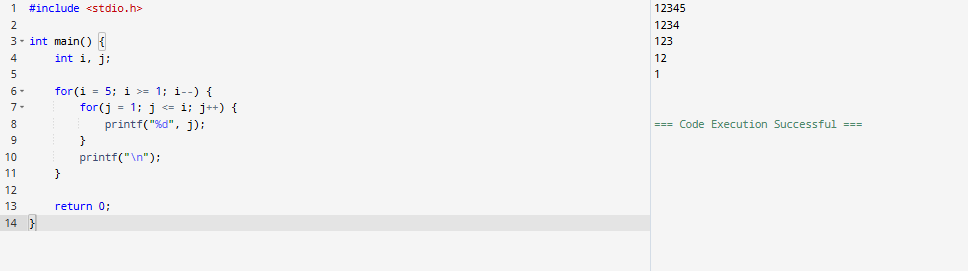 1 #include <stdio.h>
2
3 int main() {
4     int i, j;
5
6     for(i = 5; i >= 1; i--) {
7         for(j = 1; j <= i; j++) {
8             printf("%d", j);
9         }
10         printf("\n");
11     }
12
13     return 0;
14 }
12345
1234
123
12
1
=== Code Execution Successful ===